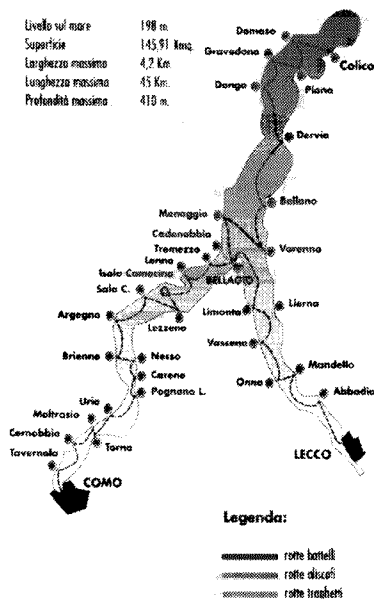 Livello sul mare 198 m.
Superficie 145,91 Kmq.
Larghezza massima 4,2 Km
Lunghezza massima 45 Km.
Profondità massima 410 m.
Domaso
Gravedona
Colico
Dongo
Piona
Dervio
Bellano
Menaggio
Cadenabbia
Tremezzo
Varenna
Lenno
BELLAGIO
Isola Comacina
Sala C.
Lierna
Limonta
Argegno
Lezzeno
Vassena
Brienno
Nesso
Mandello
Careno
Onno
Abbadia
Pognana L.
Urio
Moltrasio
Cernobbio
Torno
Tavernola
LECCO
COMO
Legenda:
rotte battelli
rotte aliscafi
rotte traghetti